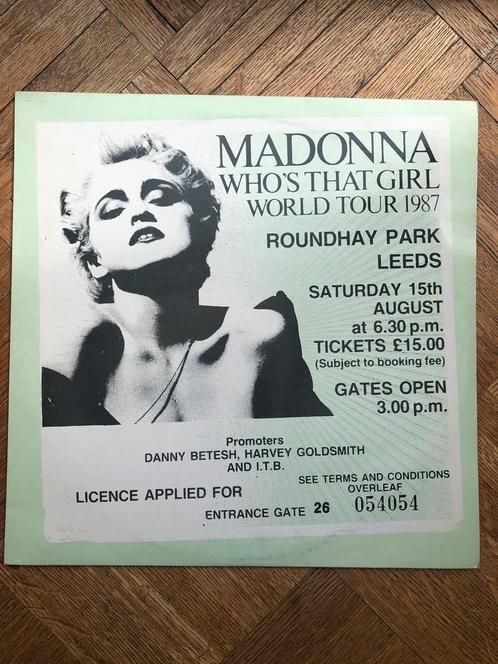 MADONNA
WHO'S THAT GIRL
WORLD TOUR 1987
ROUNDHAY PARK
LEEDS
SATURDAY 15th
AUGUST
at 6.30 p.m.
TICKETS £15.00
(Subject to booking fee)
GATES OPEN
3.00 p.m.
Promoters
DANNY BETESH, HARVEY GOLDSMITH
AND I.T.B.
SEE TERMS AND CONDITIONS
OVERLEAF
LICENCE APPLIED FOR
ENTRANCE GATE 26 054054